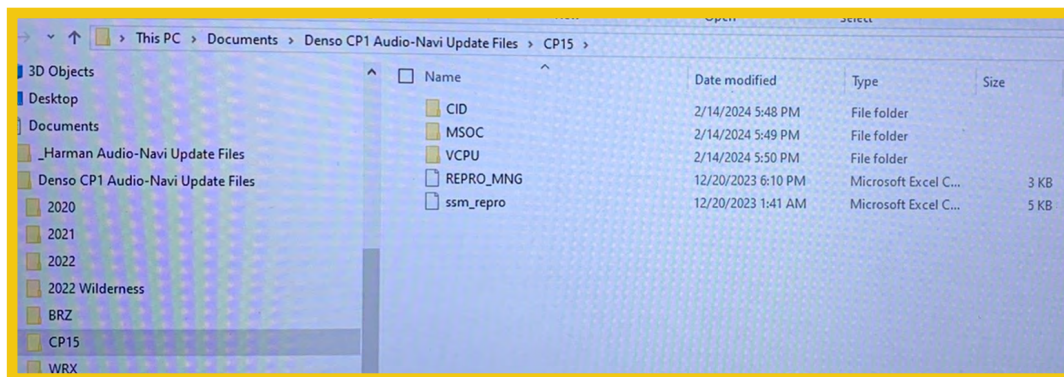 This PC > Documents > Denso CP1 Audio-Navi Update Files > CP15 >
3D Objects
Desktop
Documents
_Harman Audio-Navi Update Files
Denso CP1 Audio-Navi Update Files
2020
2021
2022
2022 Wilderness
BRZ
CP15
WRX
Name Date modified Type Size
CID 2/14/2024 5:48 PM File folder
MSOC 2/14/2024 5:49 PM File folder
VCPU 2/14/2024 5:50 PM File folder
REPRO_MNG 12/20/2023 6:10 PM Microsoft Excel C... 3 KB
ssm_repro 12/20/2023 1:41 AM Microsoft Excel C... 5 KB